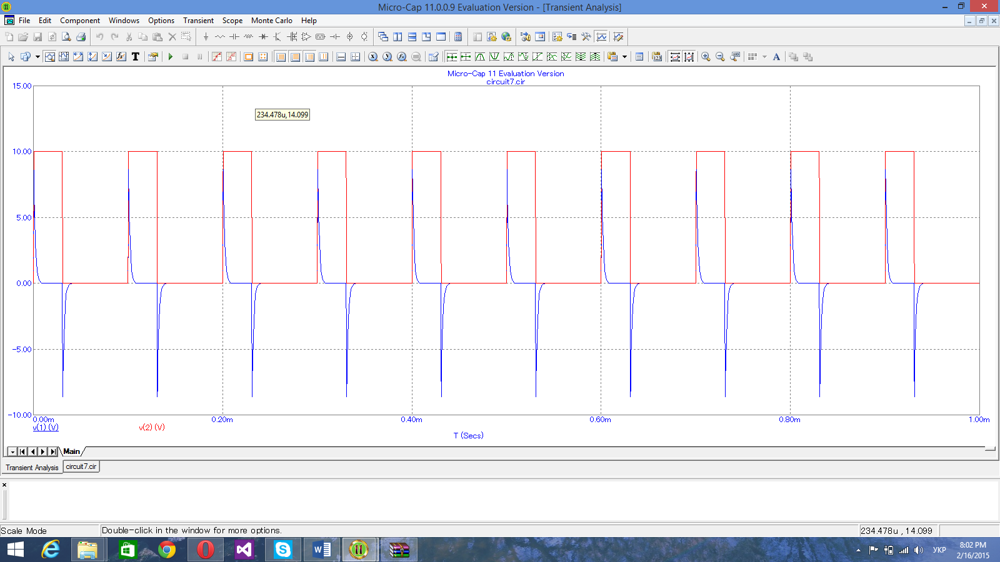 Micro-Cap 11.0.0.9 Evaluation Version - [Transient Analysis]
File Edit Component Windows Options Transient Scope Monte Carlo Help
Micro-Cap 11 Evaluation Version
circuit7.cir
15.00
234.478u,14.099
10.00
5.00
0.00
-5.00
-10.00
0.00m 0.20m 0.40m 0.60m 0.80m 1.00m
v(1) (V) v(2) (V)
T (Secs)
Main
Transient Analysis circuit7.cir
Scale Mode Double-click in the window for more options. 234.478u , 14.099
УКР 8:02 PM
2/16/2015